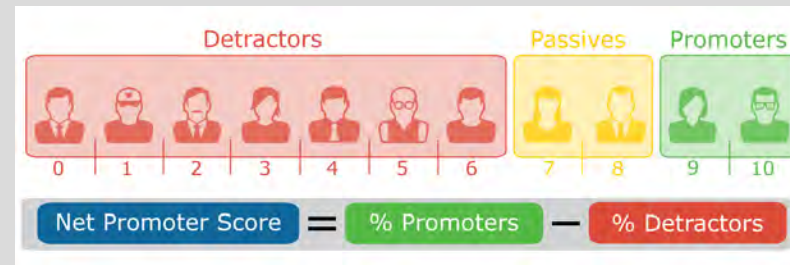 Detractors Passives Promoters
0 1 2 3 4 5 6 7 8 9 10
Net Promoter Score = % Promoters − % Detractors